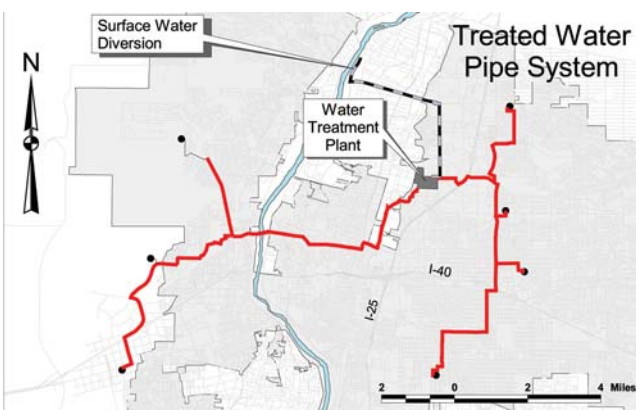 Surface Water
Diversion
Treated Water
Pipe System
N
Water
Treatment
Plant
I-40
I-25
2 0 2 4 Miles